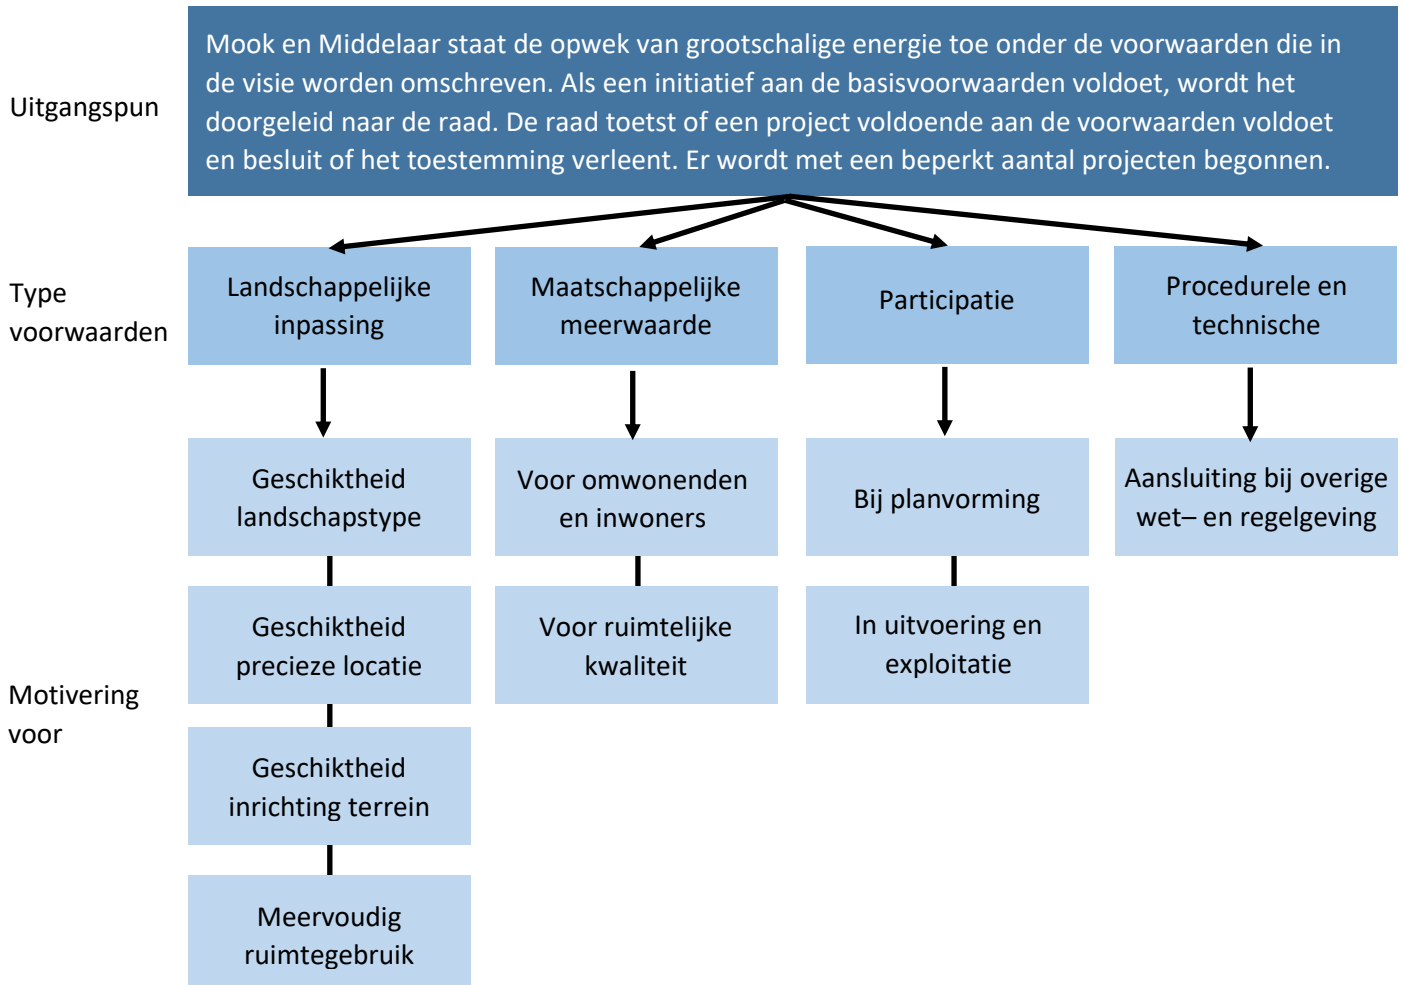 Uitgangspun
Mook en Middelaar staat de opwek van grootschalige energie toe onder de voorwaarden die in
de visie worden omschreven. Als een initiatief aan de basisvoorwaarden voldoet, wordt het
doorgeleid naar de raad. De raad toetst of een project voldoende aan de voorwaarden voldoet
en besluit of het toestemming verleent. Er wordt met een beperkt aantal projecten begonnen.
Type
voorwaarden
Landschappelijke
inpassing
Maatschappelijke
meerwaarde
Participatie
Procedurele en
technische
Motivering
voor
Geschiktheid
landschapstype
Voor omwonenden
en inwoners
Bij planvorming
Aansluiting bij overige
wet– en regelgeving
Geschiktheid
precieze locatie
Voor ruimtelijke
kwaliteit
In uitvoering en
exploitatie
Geschiktheid
inrichting terrein
Meervoudig
ruimtegebruik